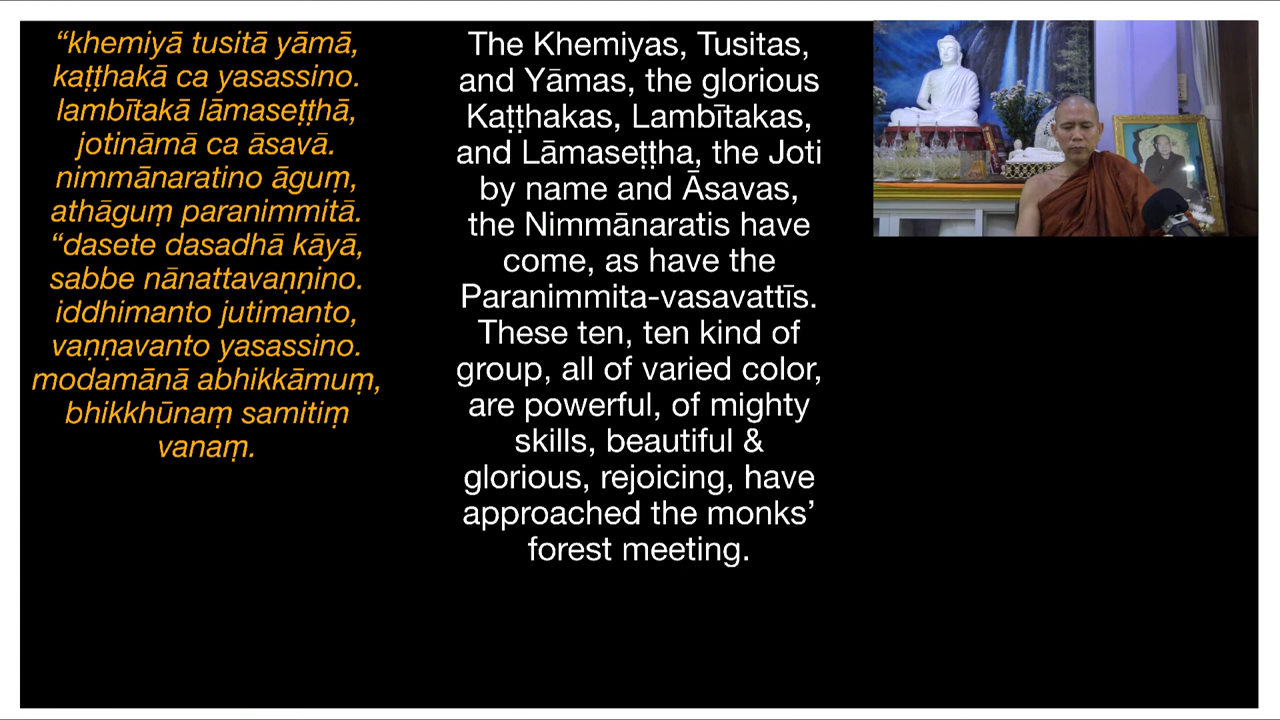 “khemiyā tusitā yāmā,
kaṭṭhakā ca yasassino.
lambītakā lāmaseṭṭhā,
jotināmā ca āsavā.
nimmānaratino āguṃ,
athāguṃ paranimmitā.
“dasete dasadhā kāyā,
sabbe nānattavaṇṇino.
iddhimanto jutimanto,
vaṇṇavanto yasassino.
modamānā abhikkāmuṃ,
bhikkhūnaṃ samitiṃ
vanaṃ.
The Khemiyas, Tusitas,
and Yāmas, the glorious
Kaṭṭhakas, Lambītakas,
and Lāmaseṭṭha, the Joti
by name and Āsavas,
the Nimmānaratis have
come, as have the
Paranimmita-vasavattīs.
These ten, ten kind of
group, all of varied color,
are powerful, of mighty
skills, beautiful &
glorious, rejoicing, have
approached the monks’
forest meeting.